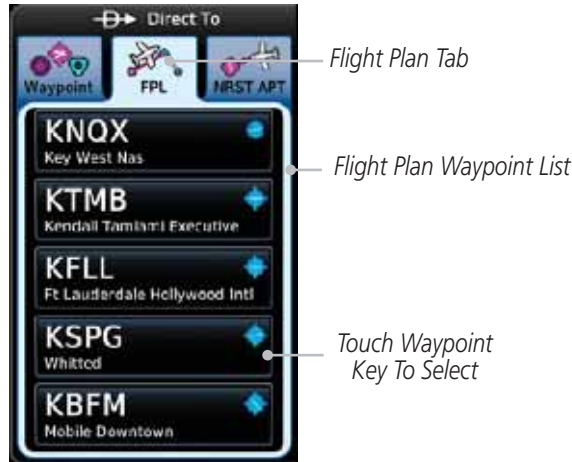 Direct To
Waypoint
FPL
NRST APT
Flight Plan Tab
KNQX
Key West Nas
Flight Plan Waypoint List
KTMB
Kendall Tamiami Executive
KFLL
Ft Lauderdale Hollywood Intl
KSPG
Whitted
Touch Waypoint
Key To Select
KBFM
Mobile Downtown